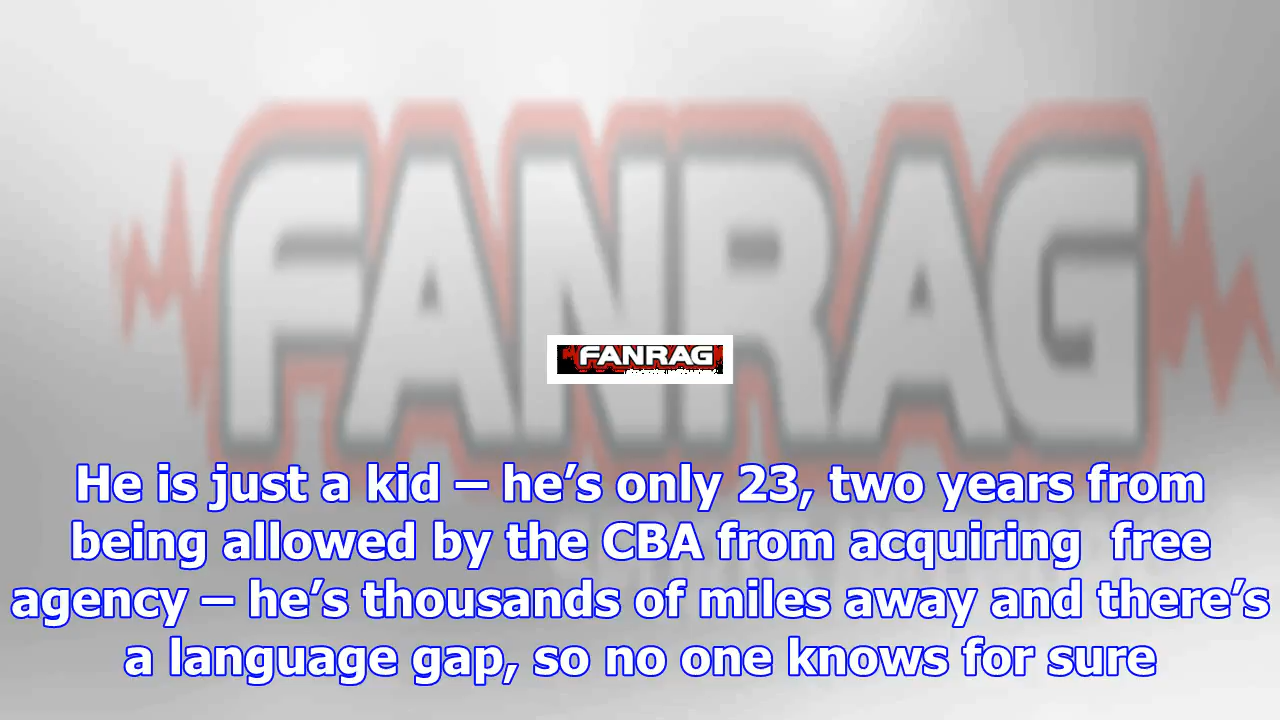 FANRAG
FANRAG
He is just a kid – he’s only 23, two years from
being allowed by the CBA from acquiring  free
agency – he’s thousands of miles away and there’s
a language gap, so no one knows for sure